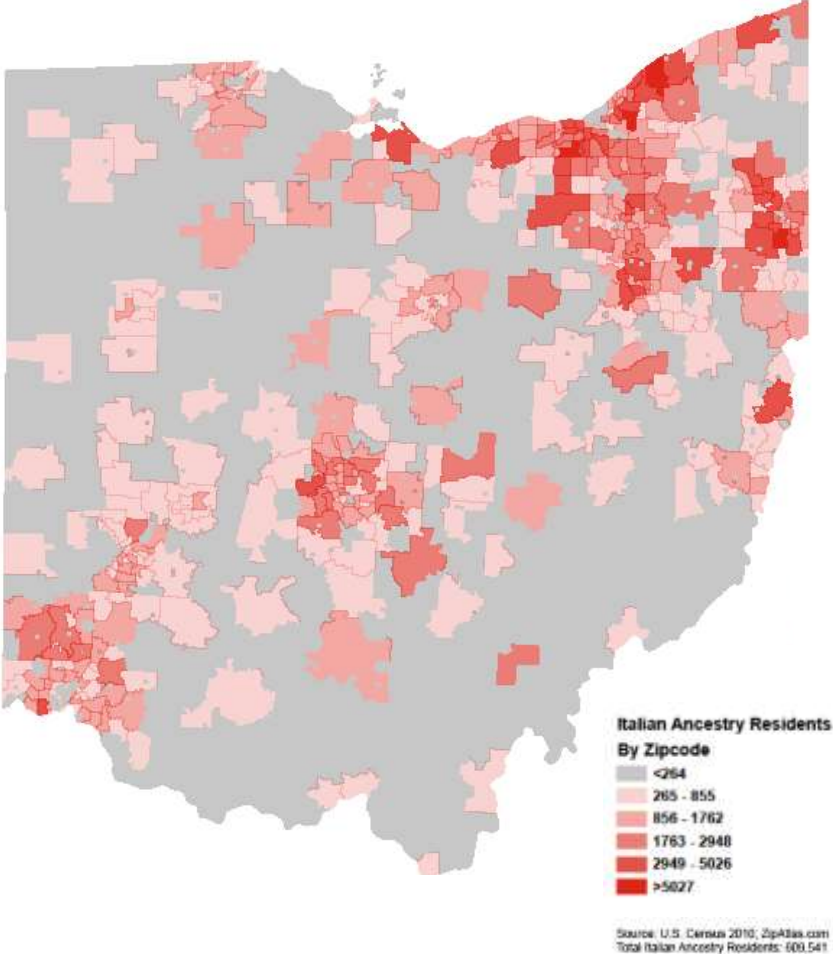 Italian Ancestry Residents
By Zipcode
<264
265 - 855
856 - 1762
1763 - 2948
2949 - 5026
>5027
Source: U.S. Census 2010; ZipAtlas.com
Total Italian Ancestry Residents: 609,541